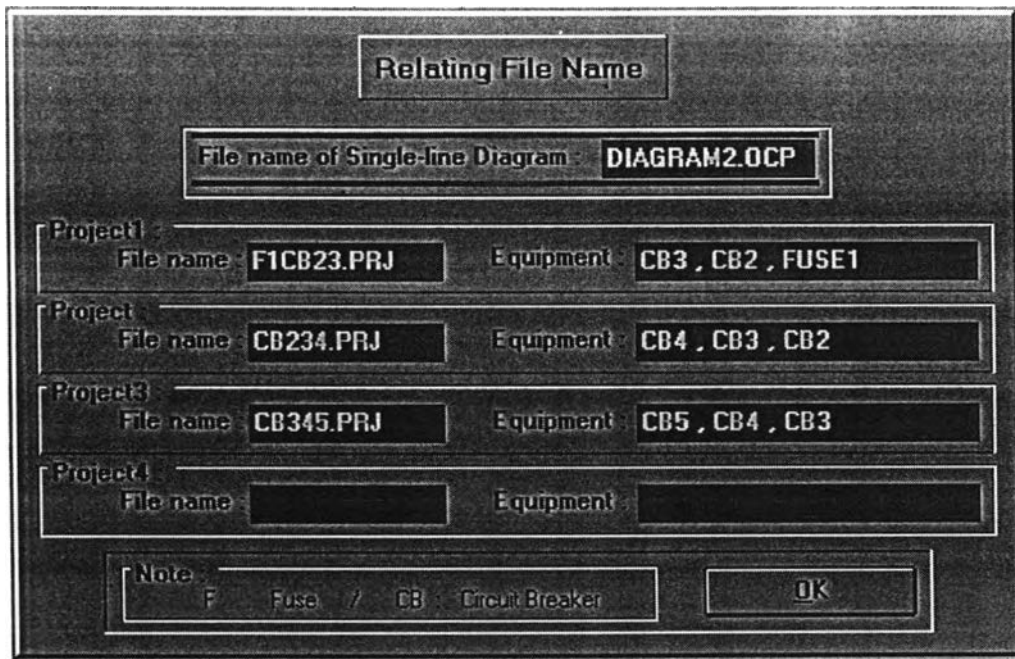 Relating File Name
File name of Single-line Diagram : DIAGRAM2.OCP
Project1 :
File name : F1CB23.PRJ Equipment : CB3 , CB2 , FUSE1
Project :
File name : CB234.PRJ Equipment : CB4 , CB3 , CB2
Project3 :
File name : CB345.PRJ Equipment : CB5 , CB4 , CB3
Project4 :
File name : Equipment :
Note :
F Fuse / CB : Circuit Breaker
OK